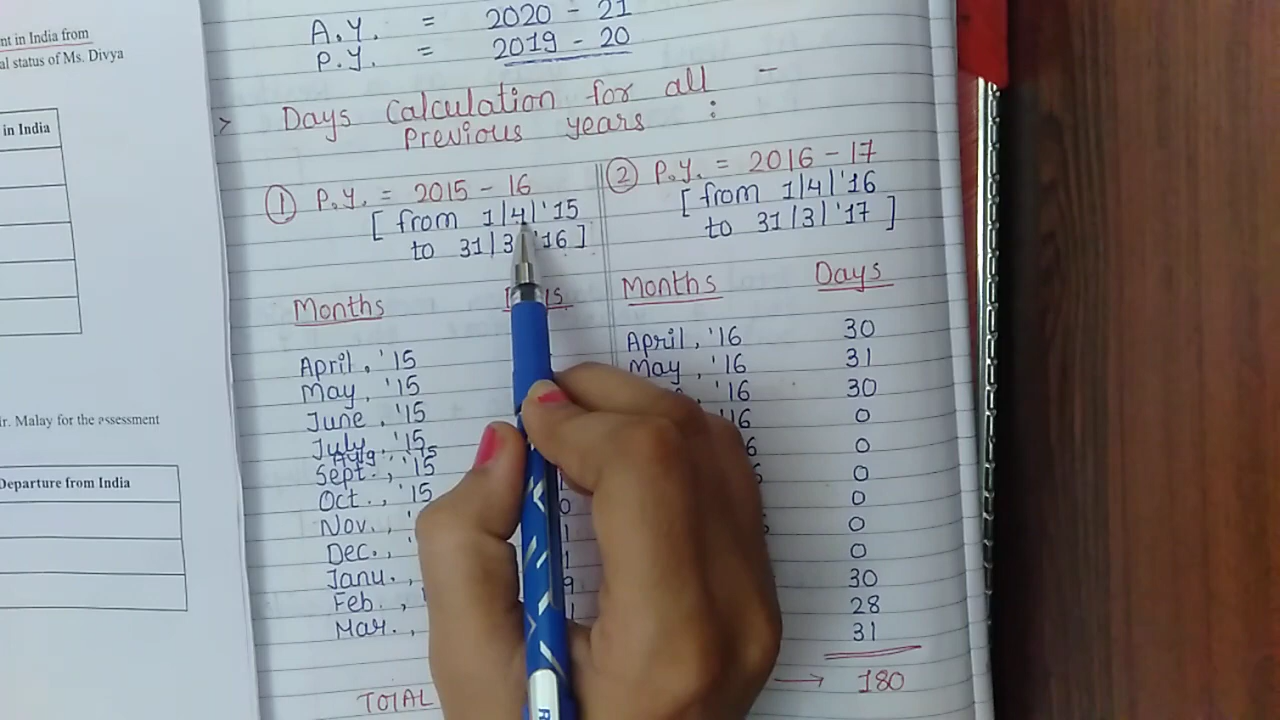 nt in India from
al status of Ms. Divya
in India
ir. Malay for the assessment
Departure from India
A.Y. = 2020 - 21
P.Y. = 2019 - 20
> Days Calculation for all -
Previous years :
① P.Y. = 2015 - 16
[ from 1/4/'15
to 31/3 '16 ]
Months
April, '15
May, '15
June, '15
July, '15
Aug., '15
Sept., '15
Oct., '15
Nov., '
Dec.,
Janu.,
Feb.,
Mar.,
TOTAL
② P.Y. = 2016 - 17
[ from 1/4/'16
to 31/3/'17 ]
Months Days
April, '16 30
May, '16 31
'16 30
'16 0
6 0
0
0
0
0
30
28
31
→ 180